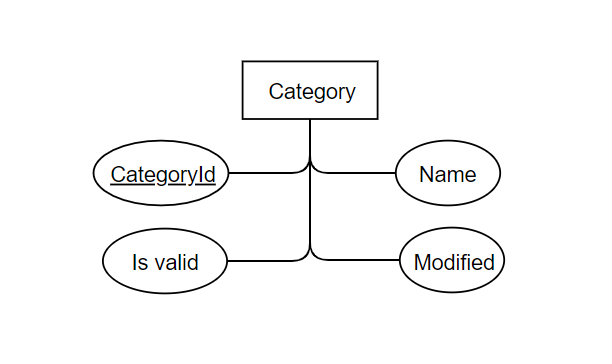 Category
CategoryId
Name
Is valid
Modified